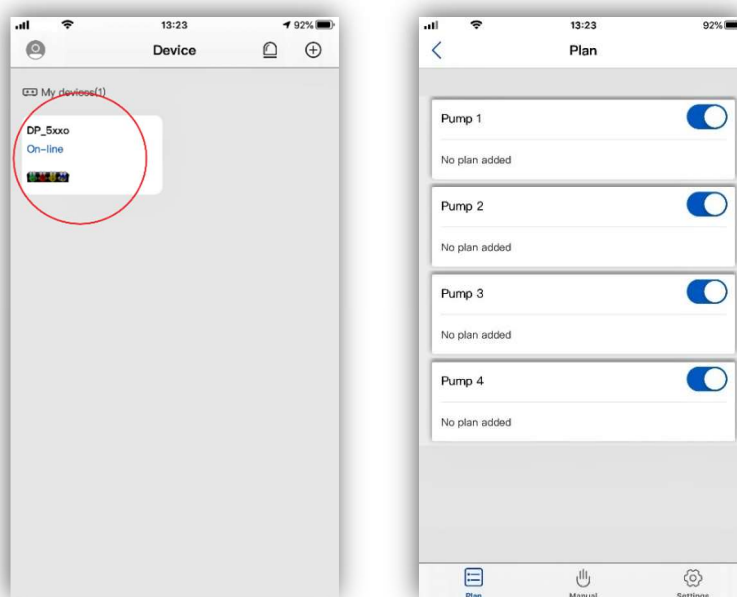 13:23
92%
Device
My devices(1)
DP_5xxo
On-line
13:23
92%
Plan
Pump 1
No plan added
Pump 2
No plan added
Pump 3
No plan added
Pump 4
No plan added
Plan
Manual
Settings